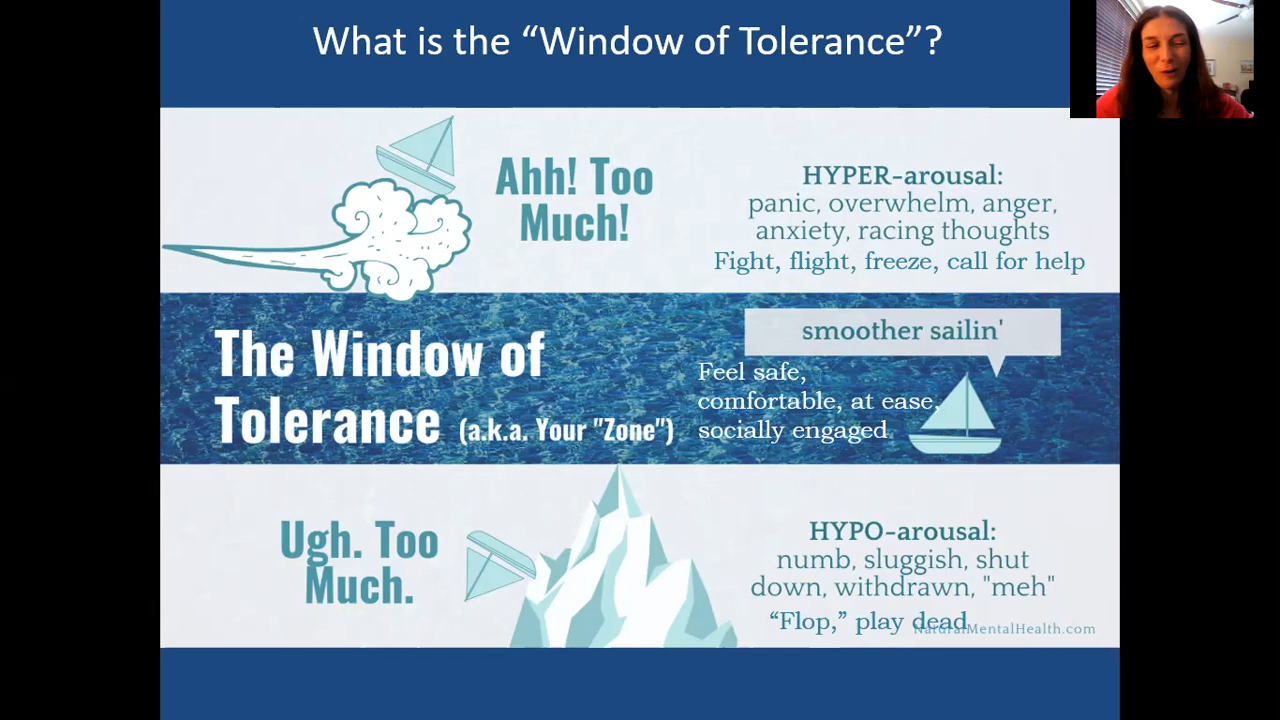 What is the “Window of Tolerance”?
Ahh! Too
Much!
HYPER-arousal:
panic, overwhelm, anger,
anxiety, racing thoughts
Fight, flight, freeze, call for help
The Window of
Tolerance (a.k.a. Your "Zone")
smoother sailin'
Feel safe,
comfortable, at ease,
socially engaged
Ugh. Too
Much.
HYPO-arousal:
numb, sluggish, shut
down, withdrawn, "meh"
“Flop,” play dead
NaturalMentalHealth.com